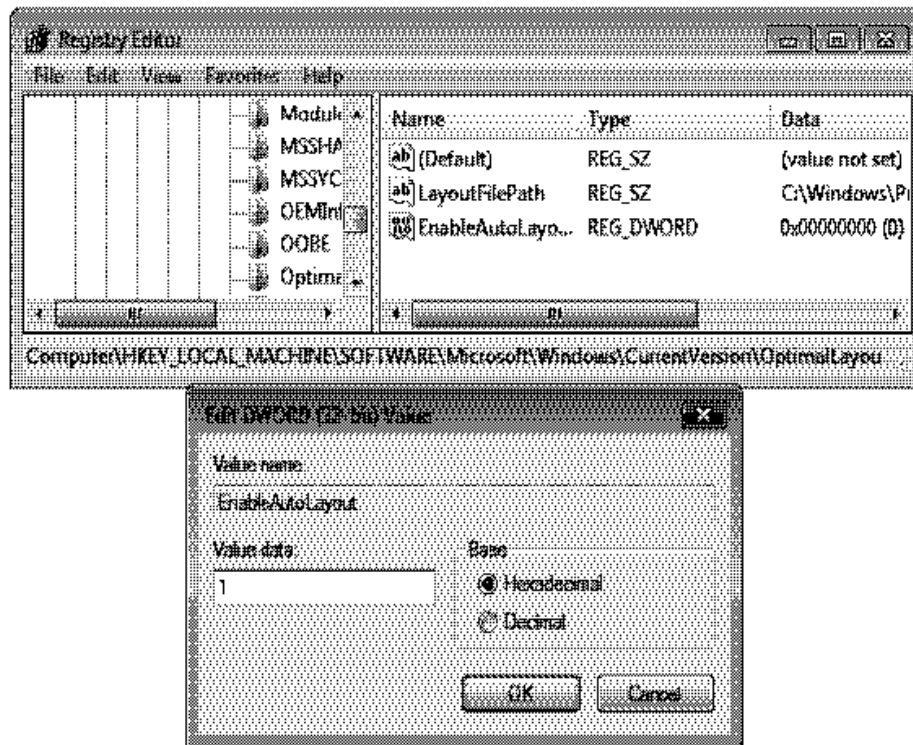 Registry Editor
File Edit View Favorites Help
Modul
MSSHA
MSSYC
OEMInf
OOBE
Optima
Name Type Data
(Default) REG_SZ (value not set)
LayoutFilePath REG_SZ C:\Windows\Pr
EnableAutoLayo... REG_DWORD 0x00000000 (0)
Computer\HKEY_LOCAL_MACHINE\SOFTWARE\Microsoft\Windows\CurrentVersion\OptimalLayou
Edit DWORD (32-bit) Value
Value name:
EnableAutoLayout
Value data:
1
Base
Hexadecimal
Decimal
OK Cancel